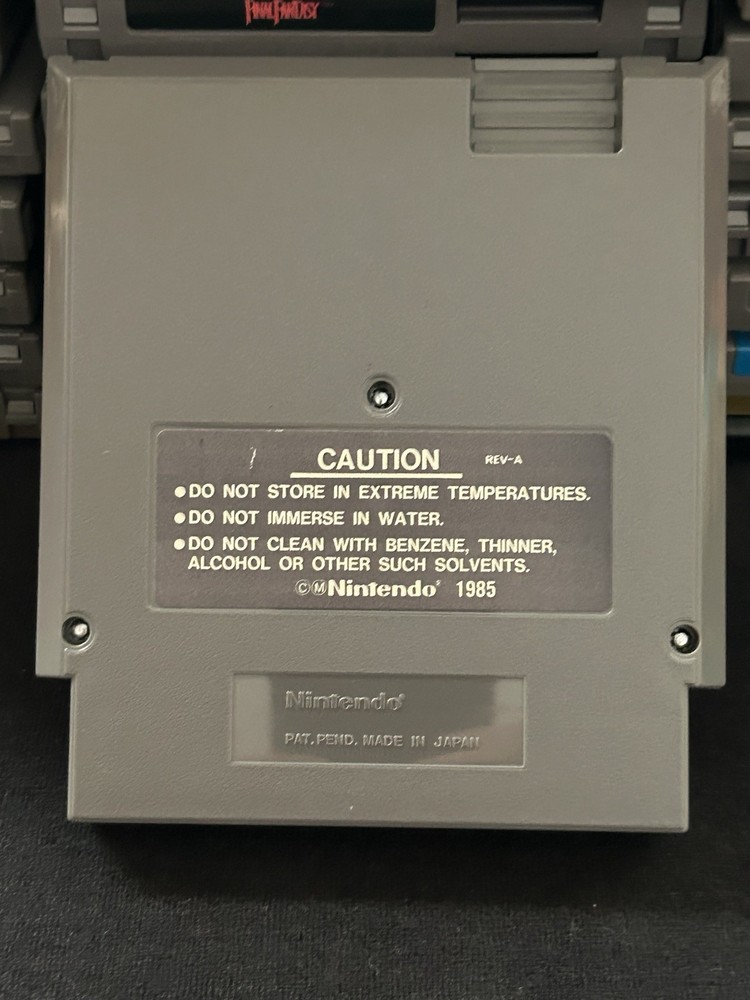 FINAL FANTASY
CAUTION REV-A
●DO NOT STORE IN EXTREME TEMPERATURES.
●DO NOT IMMERSE IN WATER.
●DO NOT CLEAN WITH BENZENE, THINNER,
ALCOHOL OR OTHER SUCH SOLVENTS.
ⒸⓂNintendo® 1985
Nintendo®
PAT. PEND. MADE IN JAPAN